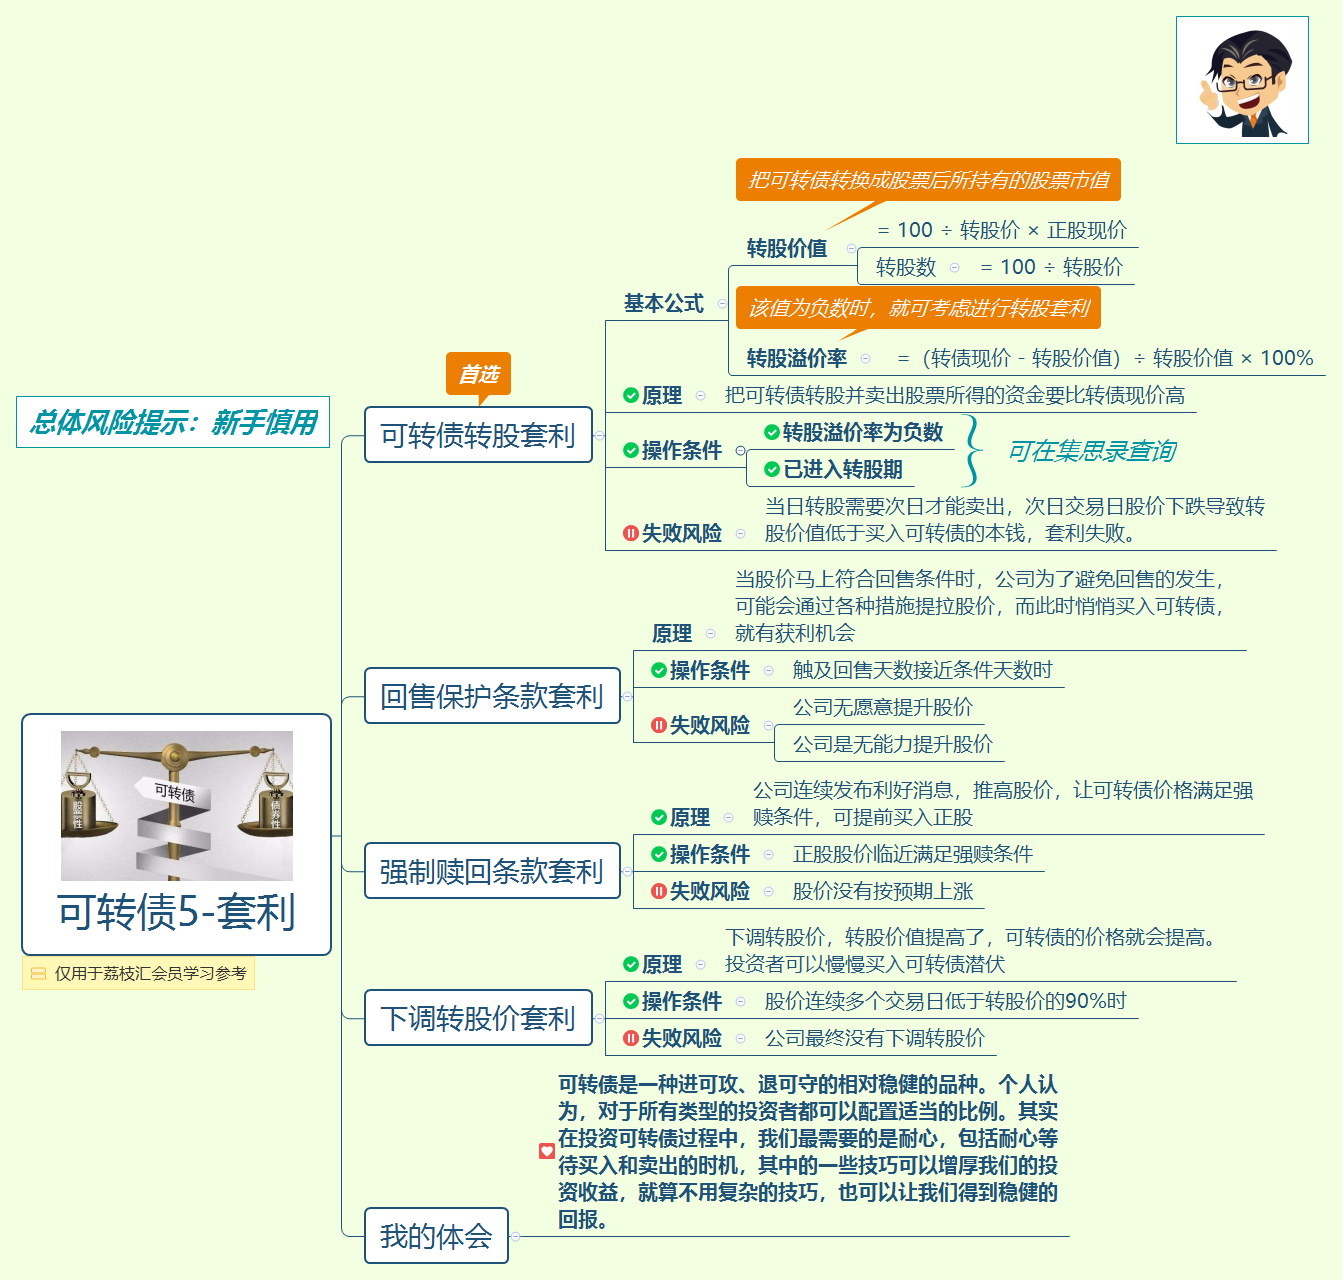 总体风险提示：新手慎用
可转债
股票性
债券性
可转债5-套利
仅用于荔枝汇会员学习参考
首选
可转债转股套利
基本公式
把可转债转换成股票后所持有的股票市值
转股价值
= 100 ÷ 转股价 × 正股现价
转股数
= 100 ÷ 转股价
该值为负数时，就可考虑进行转股套利
转股溢价率
=（转债现价 - 转股价值）÷ 转股价值 × 100%
原理
把可转债转股并卖出股票所得的资金要比转债现价高
操作条件
转股溢价率为负数
已进入转股期
可在集思录查询
失败风险
当日转股需要次日才能卖出，次日交易日股价下跌导致转
股价值低于买入可转债的本钱，套利失败。
回售保护条款套利
原理
当股价马上符合回售条件时，公司为了避免回售的发生，
可能会通过各种措施提拉股价，而此时悄悄买入可转债，
就有获利机会
操作条件
触及回售天数接近条件天数时
失败风险
公司无愿意提升股价
公司是无能力提升股价
强制赎回条款套利
原理
公司连续发布利好消息，推高股价，让可转债价格满足强
赎条件，可提前买入正股
操作条件
正股股价临近满足强赎条件
失败风险
股价没有按预期上涨
下调转股价套利
原理
下调转股价，转股价值提高了，可转债的价格就会提高。
投资者可以慢慢买入可转债潜伏
操作条件
股价连续多个交易日低于转股价的90%时
失败风险
公司最终没有下调转股价
我的体会
可转债是一种进可攻、退可守的相对稳健的品种。个人认
为，对于所有类型的投资者都可以配置适当的比例。其实
在投资可转债过程中，我们最需要的是耐心，包括耐心等
待买入和卖出的时机，其中的一些技巧可以增厚我们的投
资收益，就算不用复杂的技巧，也可以让我们得到稳健的
回报。